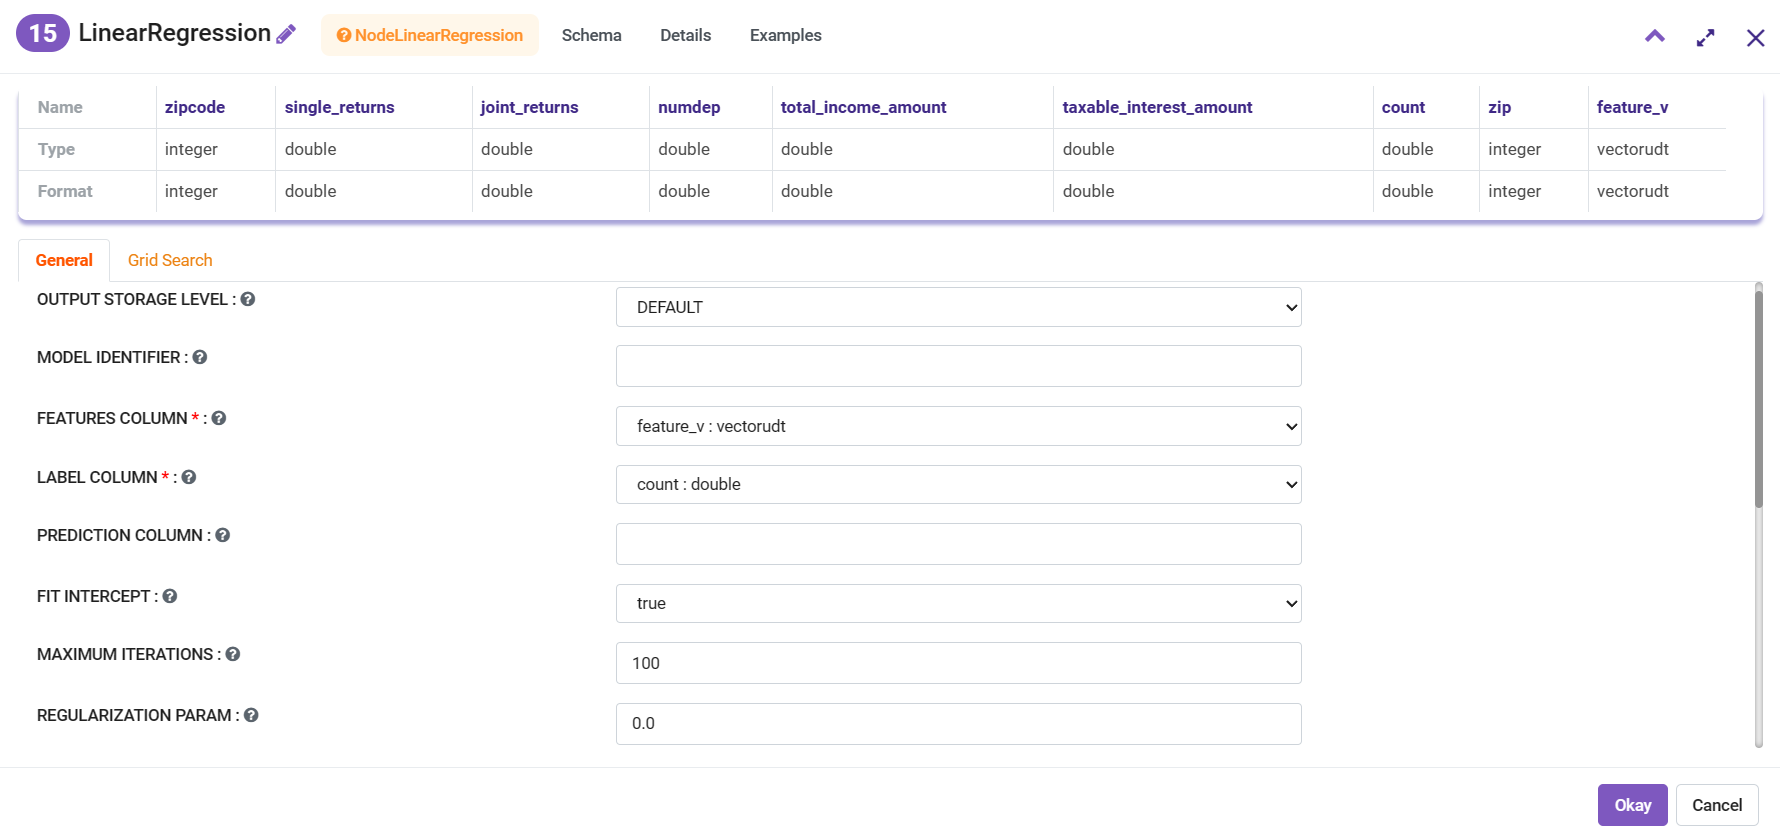 15 LinearRegression NodeLinearRegression Schema Details Examples
Name zipcode single_returns joint_returns numdep total_income_amount taxable_interest_amount count zip feature_v
Type integer double double double double double double integer vectorudt
Format integer double double double double double double integer vectorudt
General Grid Search
OUTPUT STORAGE LEVEL : DEFAULT
MODEL IDENTIFIER :
FEATURES COLUMN * : feature_v : vectorudt
LABEL COLUMN * : count : double
PREDICTION COLUMN :
FIT INTERCEPT : true
MAXIMUM ITERATIONS : 100
REGULARIZATION PARAM : 0.0
Okay Cancel